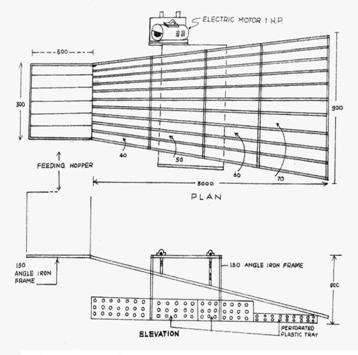 ELECTRIC MOTOR 1 H.P.
500
300
900
40
50
60
70
FEEDING HOPPER
3000
PLAN
150
ANGLE IRON
FRAME
150 ANGLE IRON FRAME
ELEVATION
PERFORATED
PLASTIC TRAY